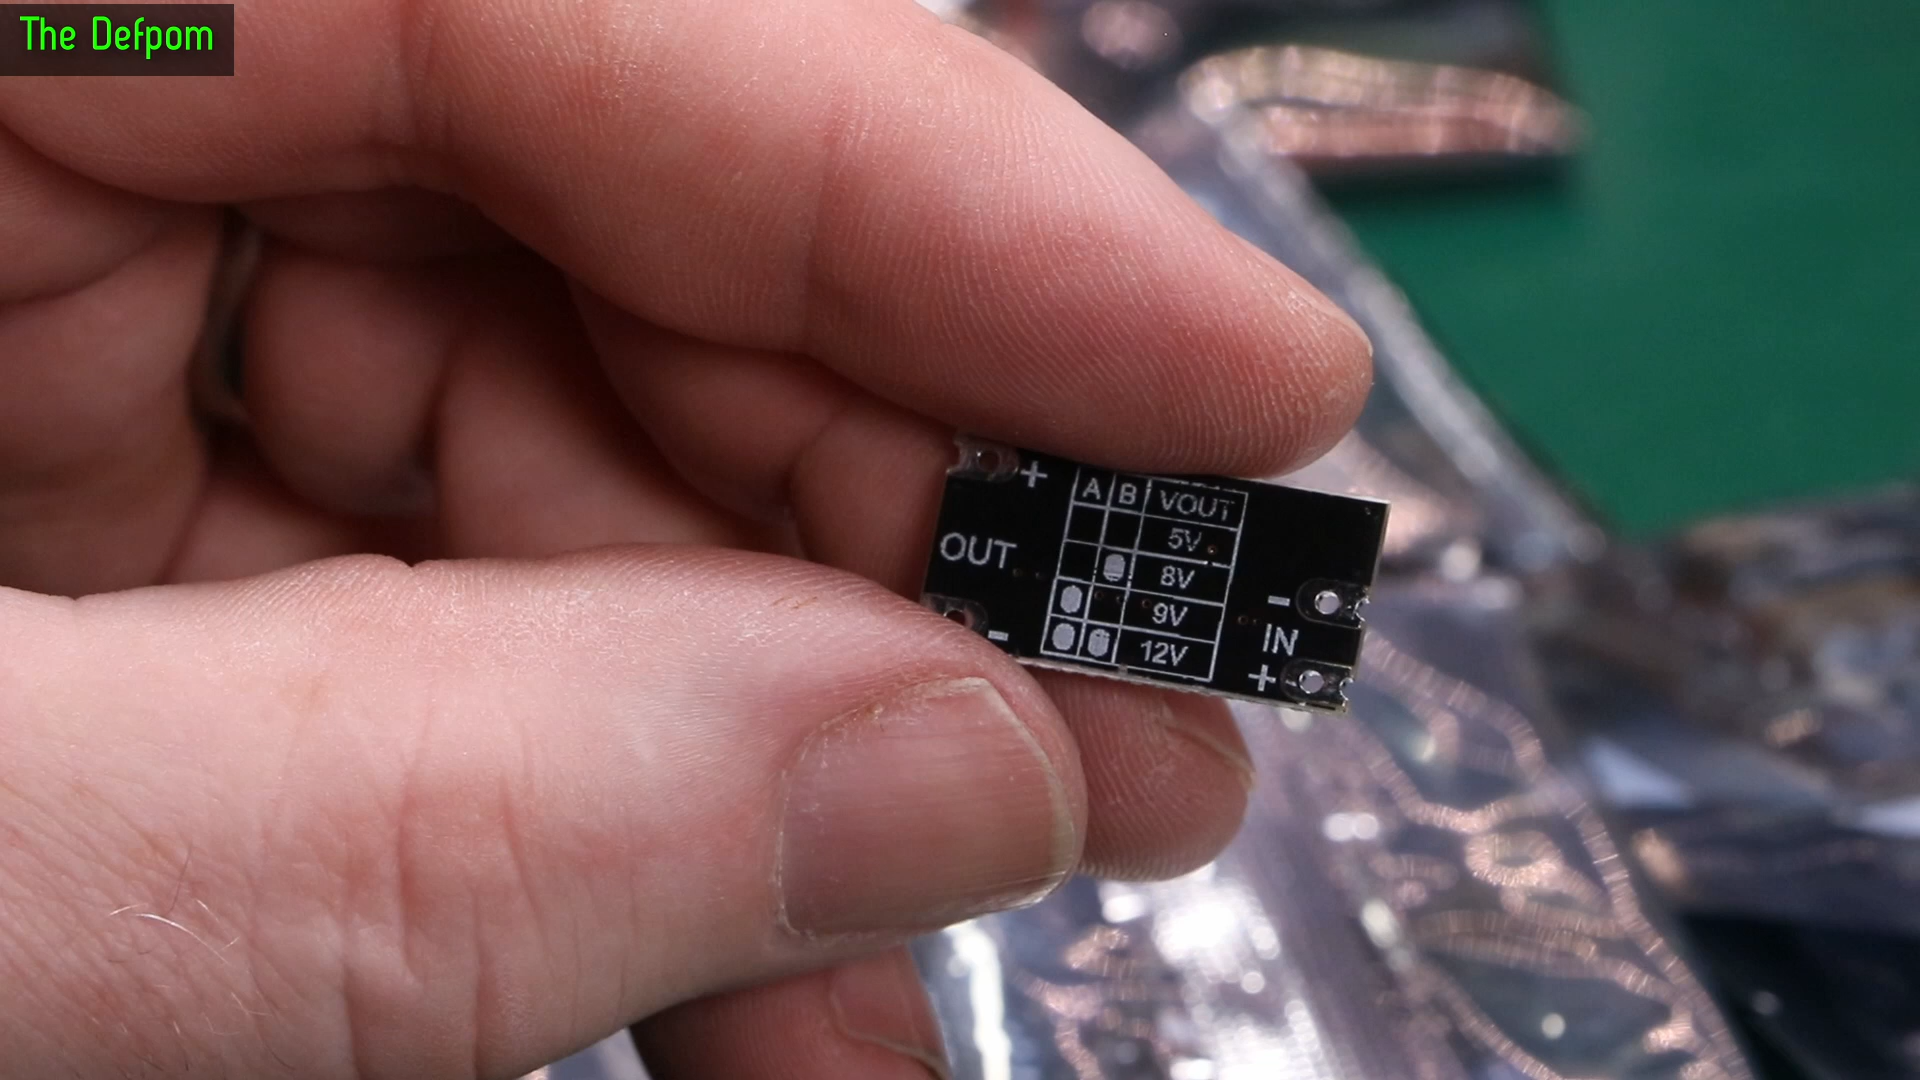 The Defpom
+
A B VOUT
OUT
5V
8V
9V
12V
-
-
IN
+